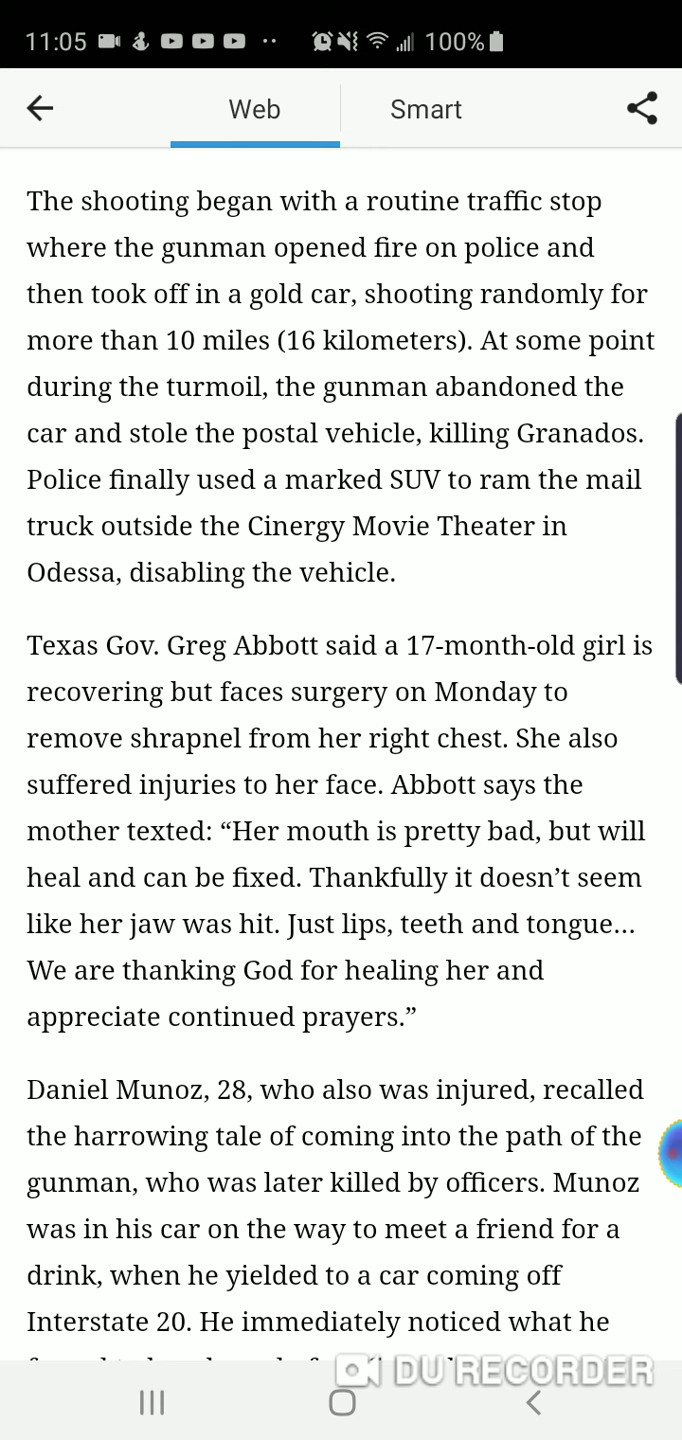 11:05
100%
Web Smart
The shooting began with a routine traffic stop
where the gunman opened fire on police and
then took off in a gold car, shooting randomly for
more than 10 miles (16 kilometers). At some point
during the turmoil, the gunman abandoned the
car and stole the postal vehicle, killing Granados.
Police finally used a marked SUV to ram the mail
truck outside the Cinergy Movie Theater in
Odessa, disabling the vehicle.
Texas Gov. Greg Abbott said a 17-month-old girl is
recovering but faces surgery on Monday to
remove shrapnel from her right chest. She also
suffered injuries to her face. Abbott says the
mother texted: “Her mouth is pretty bad, but will
heal and can be fixed. Thankfully it doesn’t seem
like her jaw was hit. Just lips, teeth and tongue…
We are thanking God for healing her and
appreciate continued prayers.”
Daniel Munoz, 28, who also was injured, recalled
the harrowing tale of coming into the path of the
gunman, who was later killed by officers. Munoz
was in his car on the way to meet a friend for a
drink, when he yielded to a car coming off
Interstate 20. He immediately noticed what he
DU RECORDER